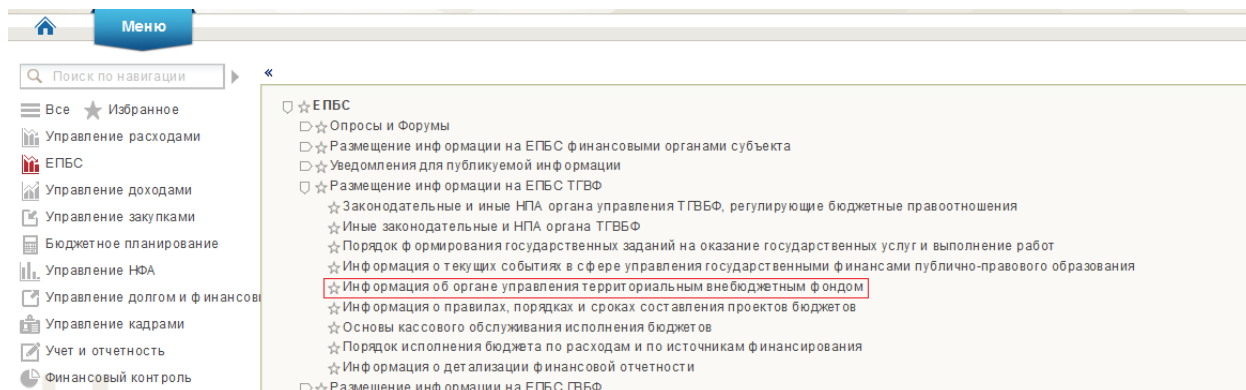 Меню
Поиск по навигации
«
Все Избранное
Управление расходами
ЕПБС
Управление доходами
Управление закупками
Бюджетное планирование
Управление НФА
Управление долгом и финансов
Управление кадрами
Учет и отчетность
Финансовый контроль
ЕПБС
Опросы и Форумы
Размещение информации на ЕПБС финансовыми органами субъекта
Уведомления для публикуемой информации
Размещение информации на ЕПБС ТГВФ
Законодательные и иные НПА органа управления ТГВБФ, регулирующие бюджетные правоотношения
Иные законодательные и НПА органа ТГВБФ
Порядок формирования государственных заданий на оказание государственных услуг и выполнение работ
Информация о текущих событиях в сфере управления государственными финансами публично-правового образования
Информация об органе управления территориальным внебюджетным фондом
Информация о правилах, порядках и сроках составления проектов бюджетов
Основы кассового обслуживания исполнения бюджетов
Порядок исполнения бюджета по расходам и по источникам финансирования
Информация о детализации финансовой отчетности
Размещение информации на ЕПБС ГВБФ